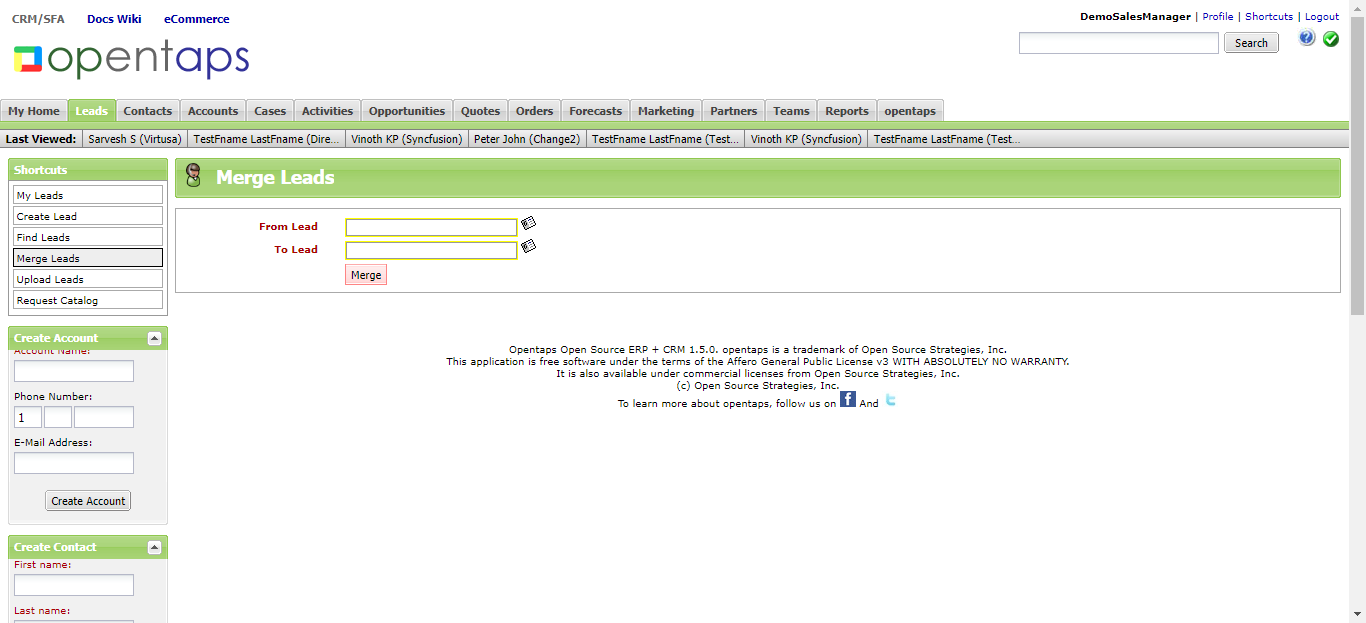 CRM/SFA Docs Wiki eCommerce
DemoSalesManager | Profile | Shortcuts | Logout
opentaps
Search
My Home Leads Contacts Accounts Cases Activities Opportunities Quotes Orders Forecasts Marketing Partners Teams Reports opentaps
Last Viewed: Sarvesh S (Virtusa) TestFname LastFname (Dire... Vinoth KP (Syncfusion) Peter John (Change2) TestFname LastFname (Test... Vinoth KP (Syncfusion) TestFname LastFname (Test...
Shortcuts
My Leads
Create Lead
Find Leads
Merge Leads
Upload Leads
Request Catalog
Create Account
Account Name:
Phone Number:
1
E-Mail Address:
Create Account
Create Contact
First name:
Last name:
Merge Leads
From Lead
To Lead
Merge
Opentaps Open Source ERP + CRM 1.5.0. opentaps is a trademark of Open Source Strategies, Inc.
This application is free software under the terms of the Affero General Public License v3 WITH ABSOLUTELY NO WARRANTY.
It is also available under commercial licenses from Open Source Strategies, Inc.
(c) Open Source Strategies, Inc.
To learn more about opentaps, follow us on f And t